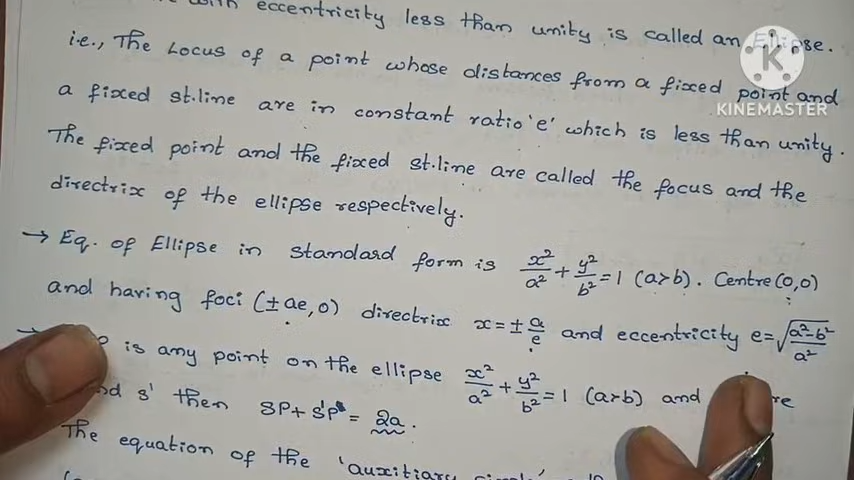 with eccentricity less than unity is called an Ellipse.
i.e., The Locus of a point whose distances from a fixed point and
a fixed st.line are in constant ratio 'e' which is less than unity.
The fixed point and the fixed st.line are called the focus and the
directrix of the ellipse respectively.
→ Eq. of Ellipse in standard form is x²/a² + y²/b² = 1 (a>b). Centre (0,0)
and having foci (±ae, 0) directrix x = ± a/e and eccentricity e = √(a²-b²/a²)
P is any point on the ellipse x²/a² + y²/b² = 1 (a>b) and
s' then SP + S'P = 2a.
The equation of the 'auxitiary
KINEMASTER